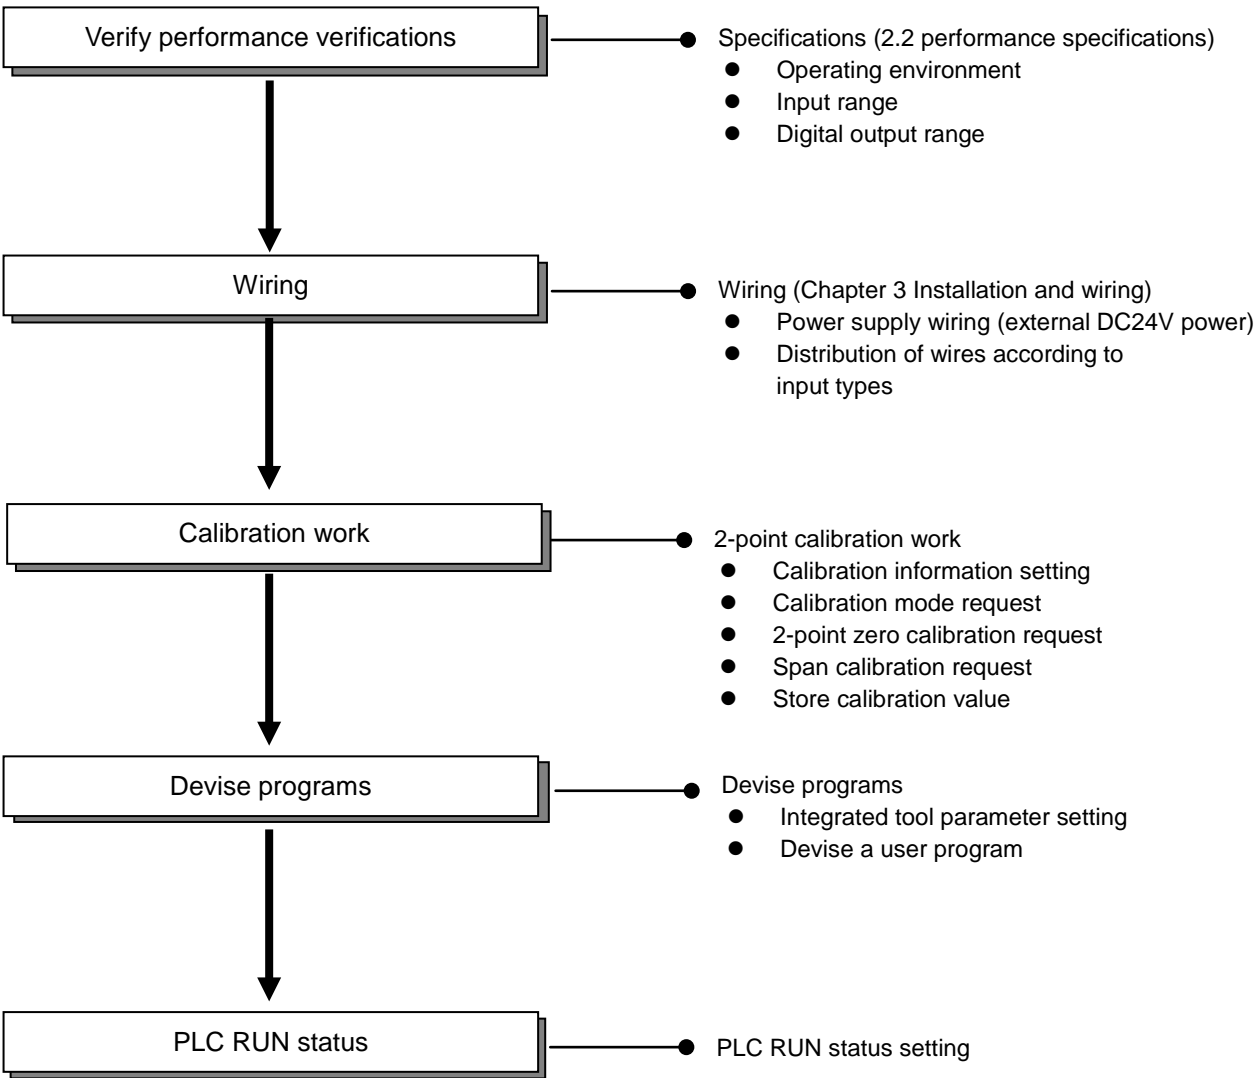 Verify performance verifications
Specifications (2.2 performance specifications)
● Operating environment
● Input range
● Digital output range
Wiring
Wiring (Chapter 3 Installation and wiring)
● Power supply wiring (external DC24V power)
● Distribution of wires according to
input types
Calibration work
2-point calibration work
● Calibration information setting
● Calibration mode request
● 2-point zero calibration request
● Span calibration request
● Store calibration value
Devise programs
Devise programs
● Integrated tool parameter setting
● Devise a user program
PLC RUN status
PLC RUN status setting